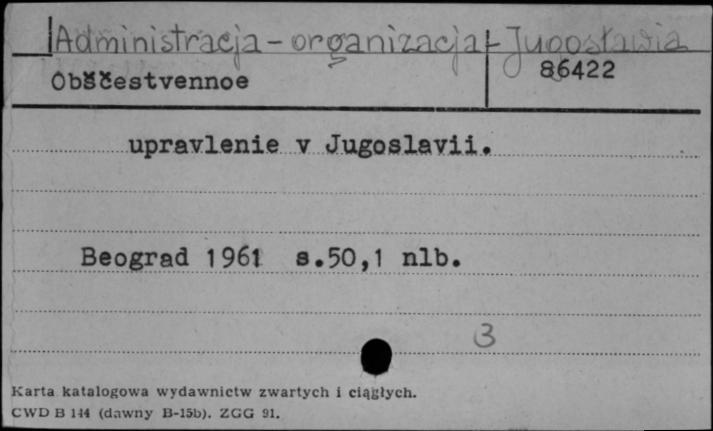 Administracja - organizacja - Jugosławia
Obščestvennoe
86422
upravlenie v Jugoslavii.
Beograd 1961 s.50,1 nlb.
3
Karta katalogowa wydawnictw zwartych i ciągłych.
CWD B 144 (dawny B-15b). ZGG 91.